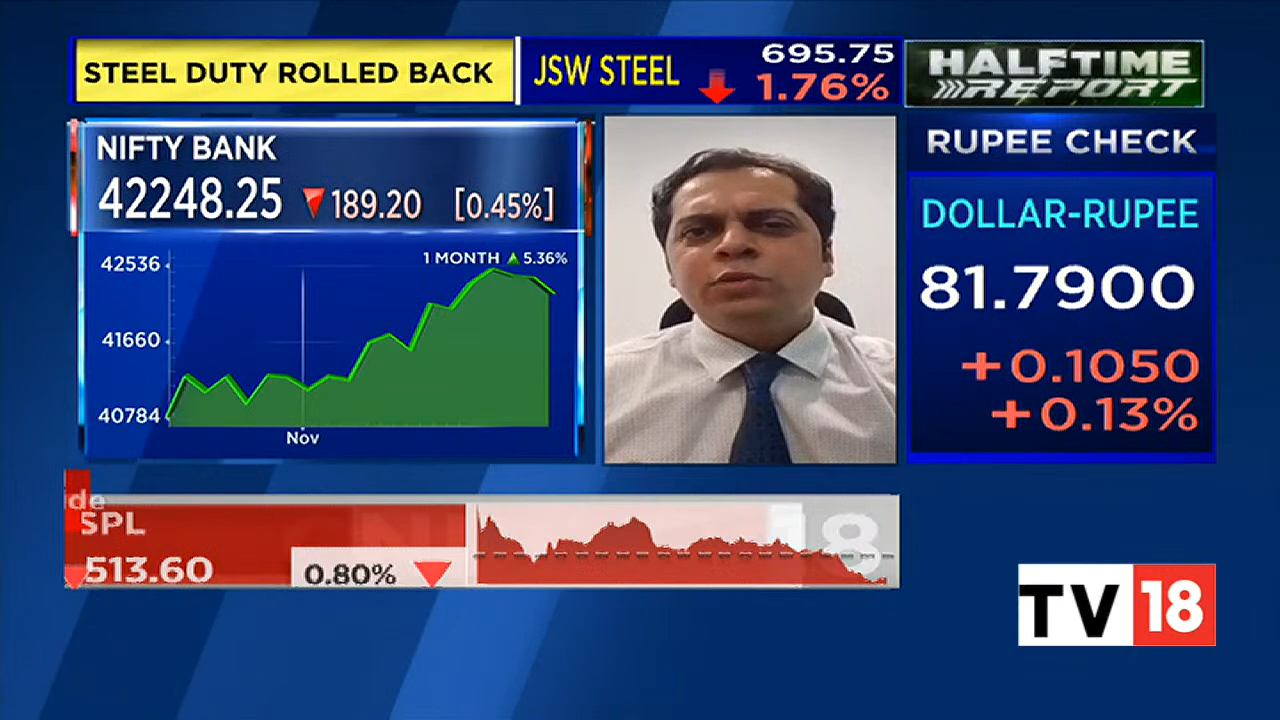 STEEL DUTY ROLLED BACK
JSW STEEL
695.75
1.76%
HALFTIME
REPORT
NIFTY BANK
42248.25 189.20 [0.45%]
1 MONTH 5.36%
42536
41660
40784
Nov
RUPEE CHECK
DOLLAR-RUPEE
81.7900
+0.1050
+0.13%
de
SPL
513.60
0.80%
18
TV18